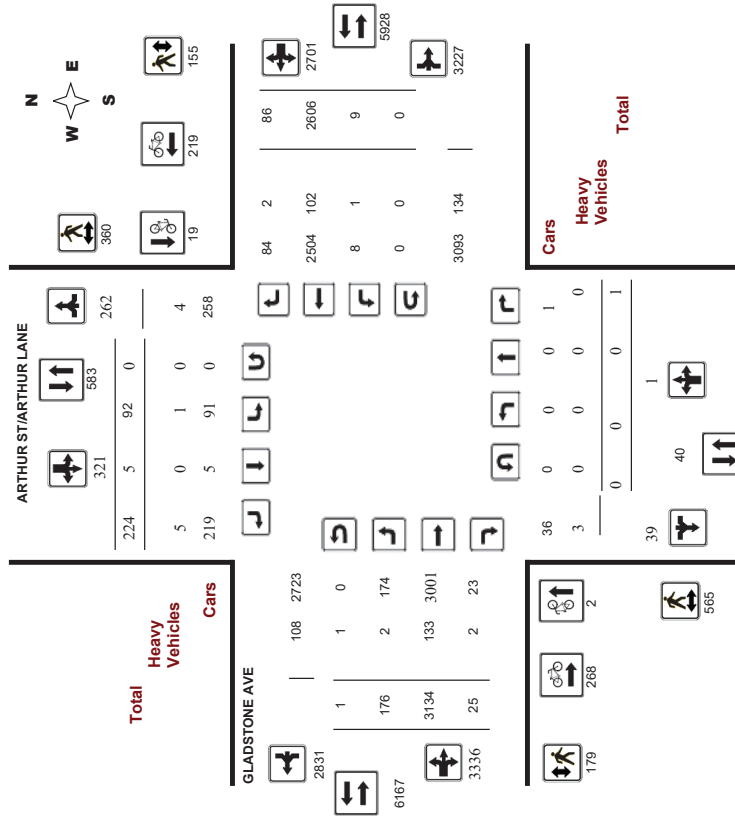 N
W E
S
ARTHUR ST/ARTHUR LANE
360
155
19
219
321
583
262
224 5 92 0
5 0 1 0 4
219 5 91 0 258
Total
Heavy
Vehicles
Cars
GLADSTONE AVE
84 2 86
2504 102 2606
8 1 9
0 0 0
3093 134
2701
5928
3227
2831
108 2723
1 1 0
176 2 174
3134 133 3001
25 2 23
6167
3336
36 0 0 0 1
3 0 0 0 0
0 0 0 1
39
40
1
Cars
Heavy
Vehicles
Total
179
268
2
565